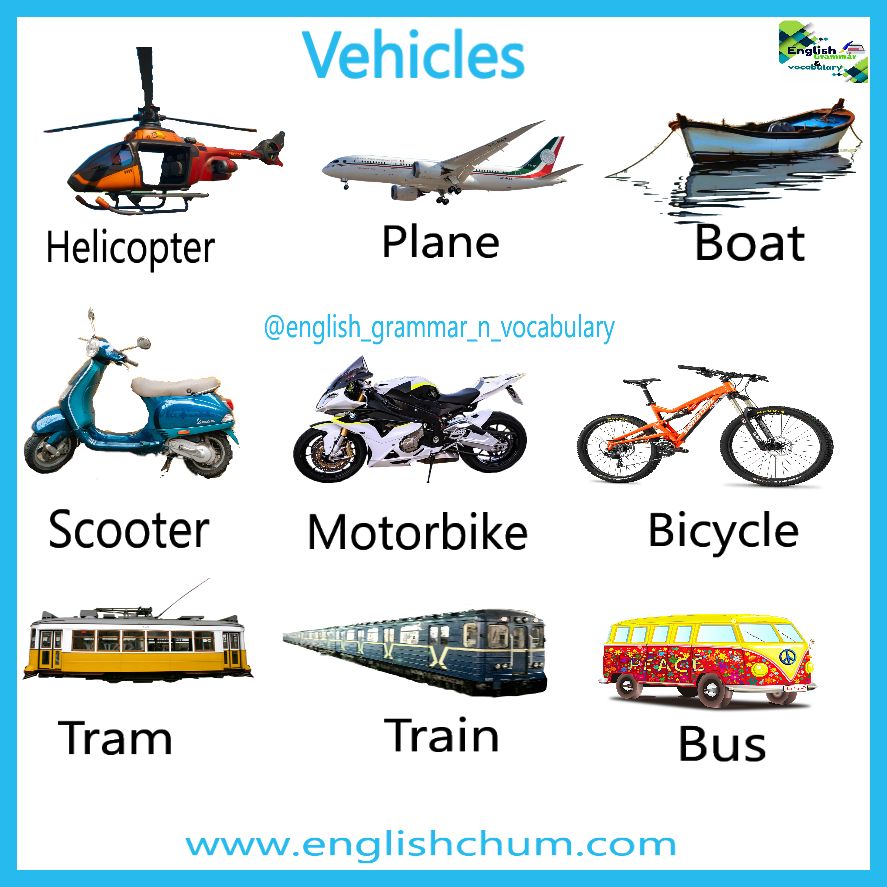 Vehicles
English
Grammar
&
vocabulary
Helicopter
Plane
Boat
@english_grammar_n_vocabulary
Scooter
Motorbike
Bicycle
PEACE
Tram
Train
Bus
www.englishchum.com